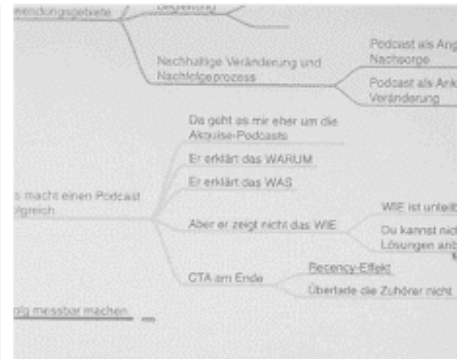 wendungsgebiete
Begleitung
Nachhaltige Veränderung und
Nachfolgeprozess
Podcast als Ang
Nachsorge
Podcast als Ank
Veränderung
Da geht es mir eher um die
Akquise-Podcasts
Er erklärt das WARUM
Er erklärt das WAS
s macht einen Podcast
olgreich
Aber er zeigt nicht das WIE
WIE ist unteilb
Du kannst nich
Lösungen anb
CTA am Ende
Recency-Effekt
Überlade die Zuhörer nicht
olg messbar machen